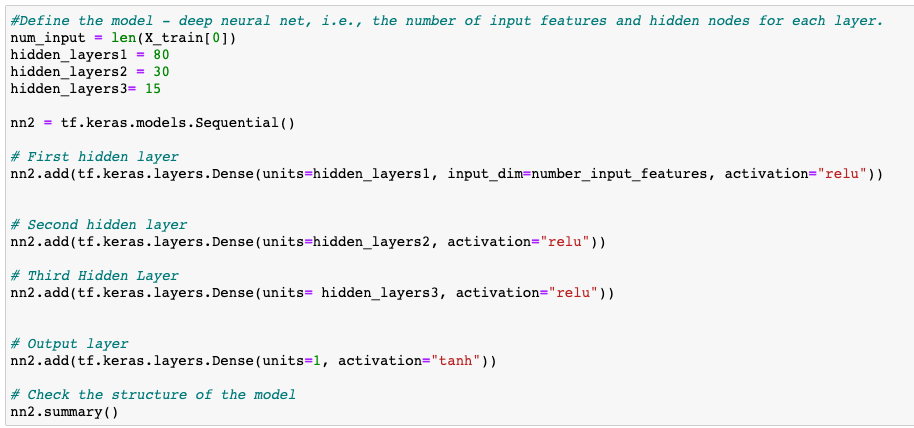 #Define the model - deep neural net, i.e., the number of input features and hidden nodes for each layer.
num_input = len(X_train[0])
hidden_layers1 = 80
hidden_layers2 = 30
hidden_layers3= 15
nn2 = tf.keras.models.Sequential()
# First hidden layer
nn2.add(tf.keras.layers.Dense(units=hidden_layers1, input_dim=number_input_features, activation="relu"))
# Second hidden layer
nn2.add(tf.keras.layers.Dense(units=hidden_layers2, activation="relu"))
# Third Hidden Layer
nn2.add(tf.keras.layers.Dense(units= hidden_layers3, activation="relu"))
# Output layer
nn2.add(tf.keras.layers.Dense(units=1, activation="tanh"))
# Check the structure of the model
nn2.summary()